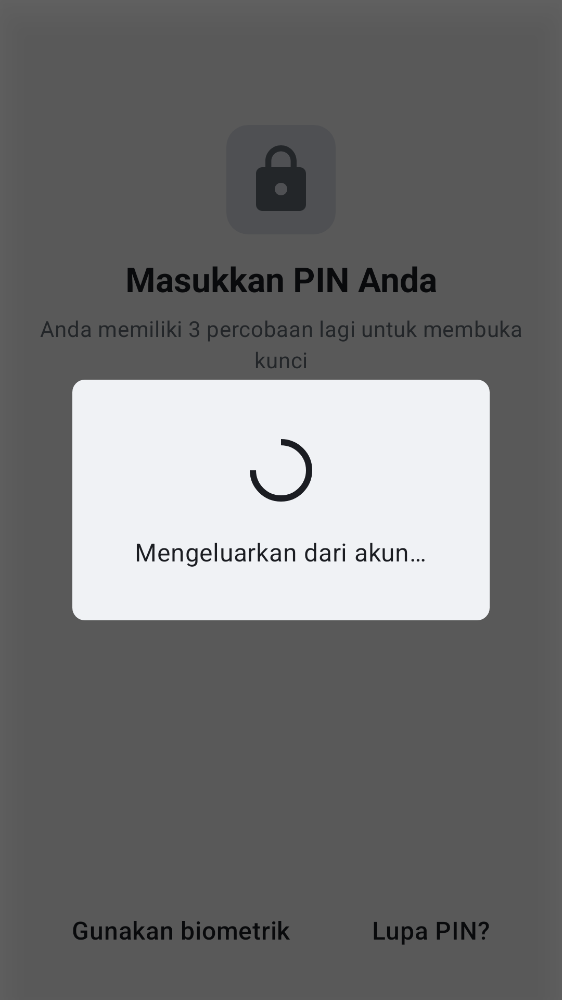 Masukkan PIN Anda
Anda memiliki 3 percobaan lagi untuk membuka
kunci
Mengeluarkan dari akun…
Gunakan biometrik
Lupa PIN?